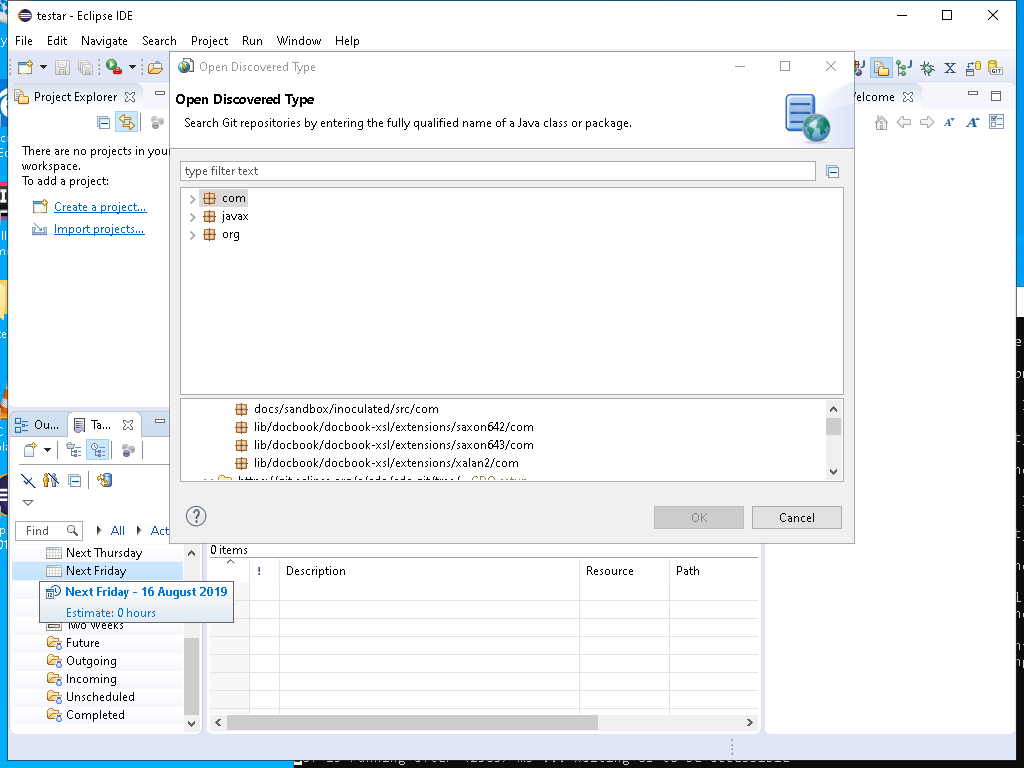 testar - Eclipse IDE
File Edit Navigate Search Project Run Window Help
Open Discovered Type
Project Explorer
Open Discovered Type
Search Git repositories by entering the fully qualified name of a Java class or package.
elcome
There are no projects in your
workspace.
To add a project:
Create a project...
Import projects...
type filter text
com
javax
org
docs/sandbox/inoculated/src/com
lib/docbook/docbook-xsl/extensions/saxon642/com
lib/docbook/docbook-xsl/extensions/saxon643/com
lib/docbook/docbook-xsl/extensions/xalan2/com
OK Cancel
Ou... Ta...
Find All Act
0 items
! Description Resource Path
Next Thursday
Next Friday
Next Friday - 16 August 2019
Estimate: 0 hours
Two Weeks
Future
Outgoing
Incoming
Unscheduled
Completed